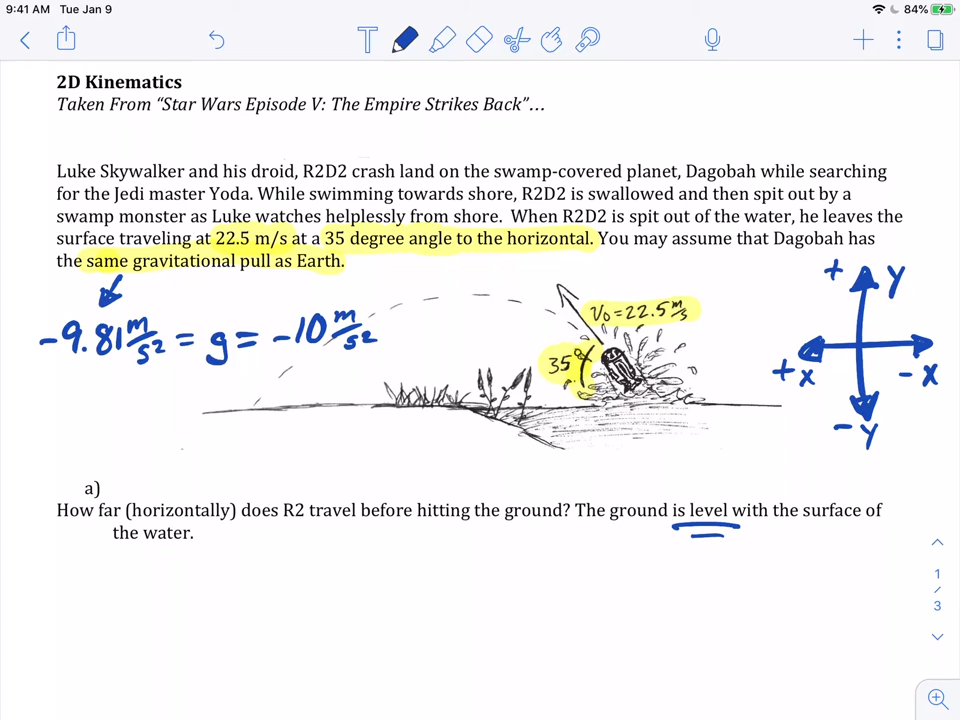 9:41 AM Tue Jan 9
84%
2D Kinematics
Taken From “Star Wars Episode V: The Empire Strikes Back”…
Luke Skywalker and his droid, R2D2 crash land on the swamp-covered planet, Dagobah while searching
for the Jedi master Yoda. While swimming towards shore, R2D2 is swallowed and then spit out by a
swamp monster as Luke watches helplessly from shore.  When R2D2 is spit out of the water, he leaves the
surface traveling at 22.5 m/s at a 35 degree angle to the horizontal. You may assume that Dagobah has
the same gravitational pull as Earth.
-9.81 m/s² = g = -10 m/s²
V₀=22.5 m/s
35°
+ y
+x
-x
-y
a)
How far (horizontally) does R2 travel before hitting the ground? The ground is level with the surface of
the water.
1
/
3